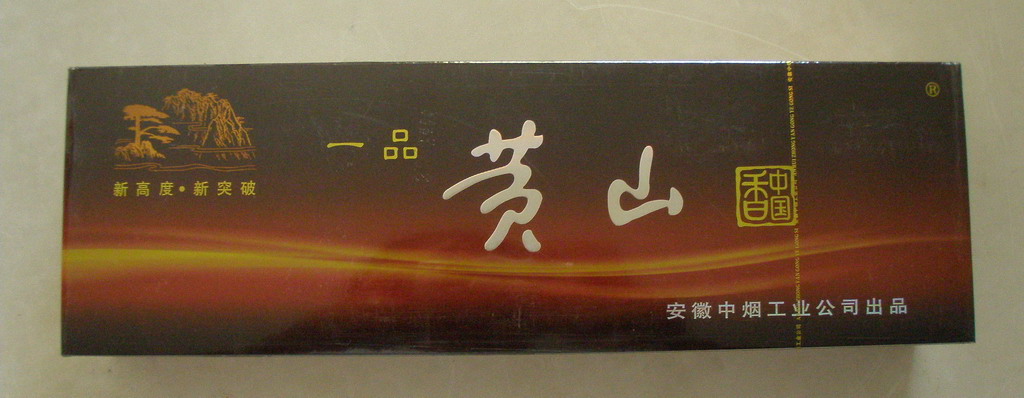 新高度·新突破
一品
黄山
中国香
®
安徽中烟工业公司出品